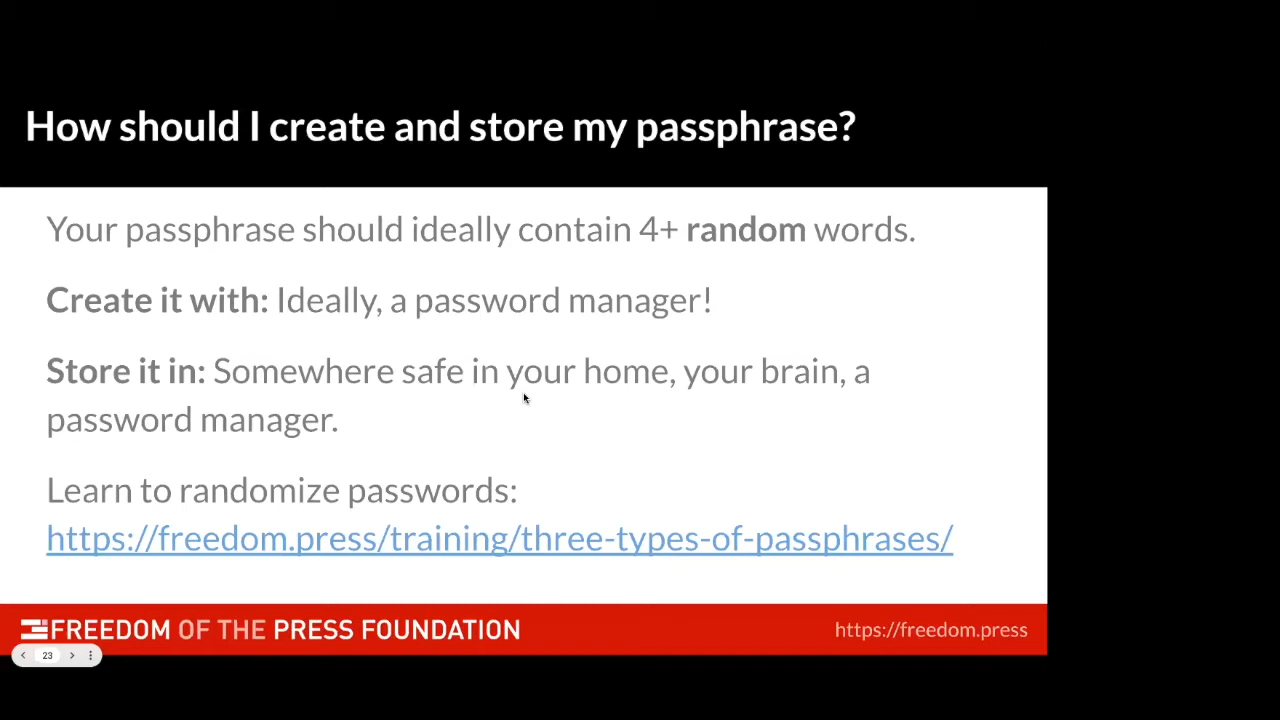 How should I create and store my passphrase?
Your passphrase should ideally contain 4+ random words.
Create it with: Ideally, a password manager!
Store it in: Somewhere safe in your home, your brain, a
password manager.
Learn to randomize passwords:
https://freedom.press/training/three-types-of-passphrases/
FREEDOM OF THE PRESS FOUNDATION
https://freedom.press
23